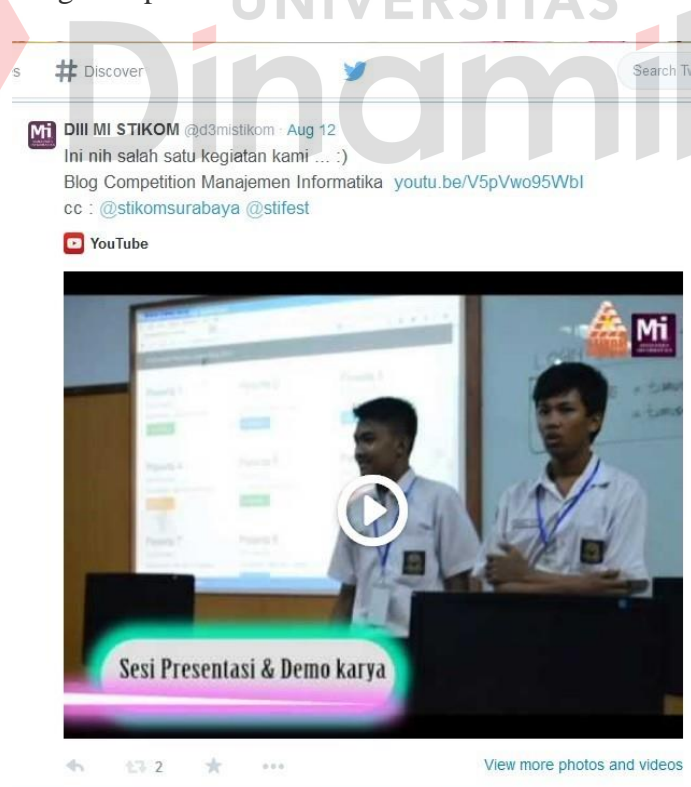 UNIVERSITAS
Dinamika
s # Discover
Search Tw
Mi DIII MI STIKOM @d3mistikom · Aug 12
Ini nih salah satu kegiatan kami ... :)
Blog Competition Manajemen Informatika youtu.be/V5pVwo95WbI
cc : @stikomsurabaya @stifest
YouTube
Mi
LOGIN
Sesi Presentasi & Demo karya
2
View more photos and videos